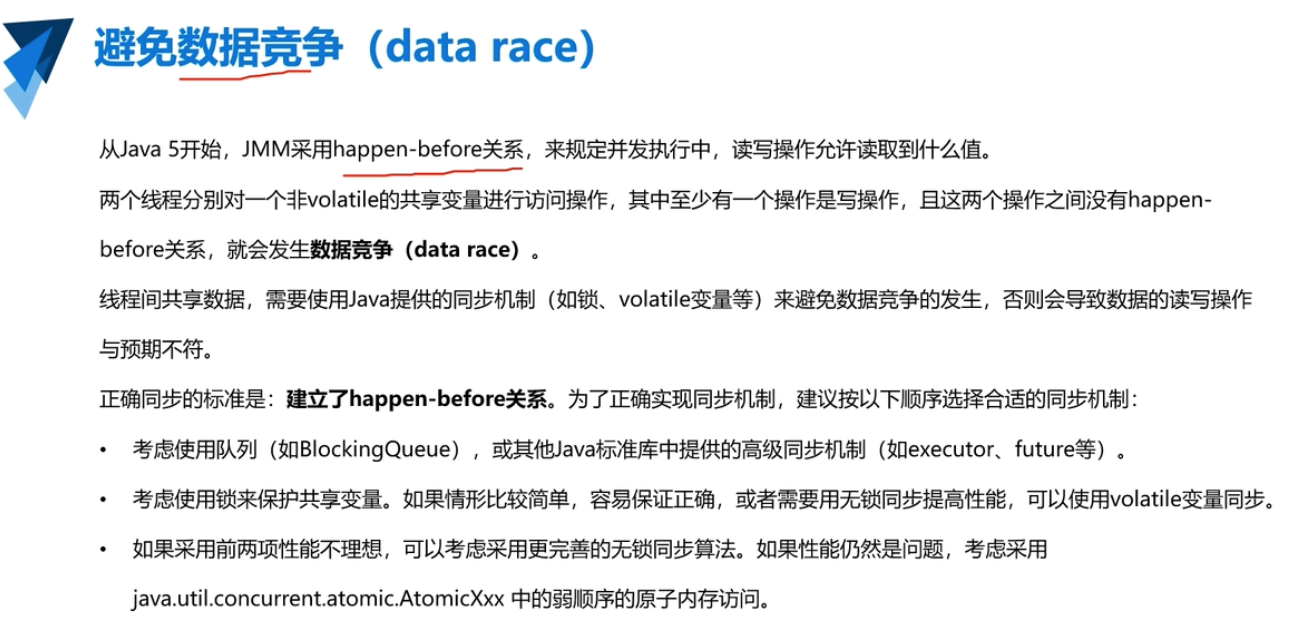 避免数据竞争（data race）
从Java 5开始，JMM采用happen-before关系，来规定并发执行中，读写操作允许读取到什么值。
两个线程分别对一个非volatile的共享变量进行访问操作，其中至少有一个操作是写操作，且这两个操作之间没有happen-
before关系，就会发生数据竞争（data race）。
线程间共享数据，需要使用Java提供的同步机制（如锁、volatile变量等）来避免数据竞争的发生，否则会导致数据的读写操作
与预期不符。
正确同步的标准是：建立了happen-before关系。为了正确实现同步机制，建议按以下顺序选择合适的同步机制：
• 考虑使用队列（如BlockingQueue），或其他Java标准库中提供的高级同步机制（如executor、future等）。
• 考虑使用锁来保护共享变量。如果情形比较简单，容易保证正确，或者需要用无锁同步提高性能，可以使用volatile变量同步。
• 如果采用前两项性能不理想，可以考虑采用更完善的无锁同步算法。如果性能仍然是问题，考虑采用
java.util.concurrent.atomic.AtomicXxx 中的弱顺序的原子内存访问。